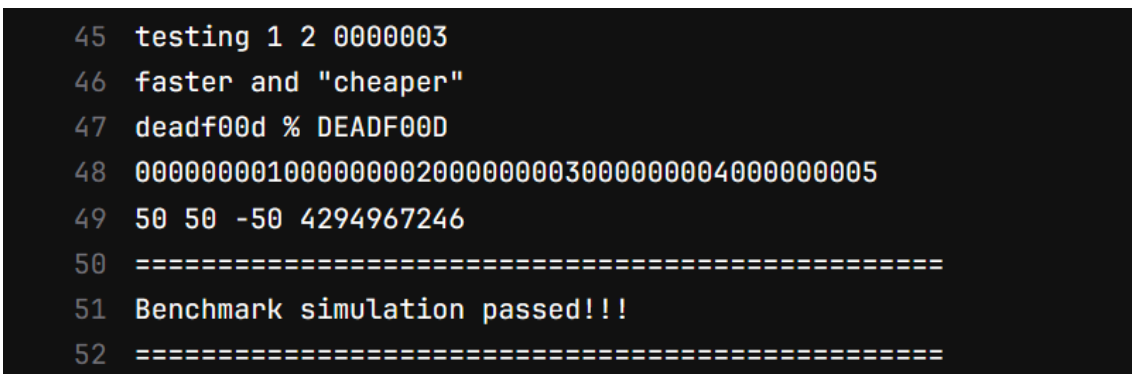 45 testing 1 2 0000003
46 faster and "cheaper"
47 deadf00d % DEADF00D
48 000000001000000002000000003000000004000000005
49 50 50 -50 4294967246
50 =================================================
51 Benchmark simulation passed!!!
52 =================================================